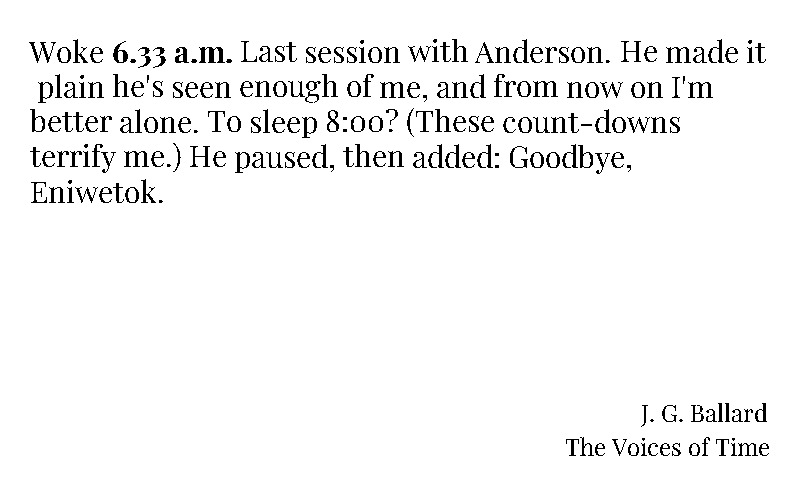 Woke 6.33 a.m. Last session with Anderson. He made it
plain he's seen enough of me, and from now on I'm
better alone. To sleep 8:00? (These count-downs
terrify me.) He paused, then added: Goodbye,
Eniwetok.
J. G. Ballard
The Voices of Time